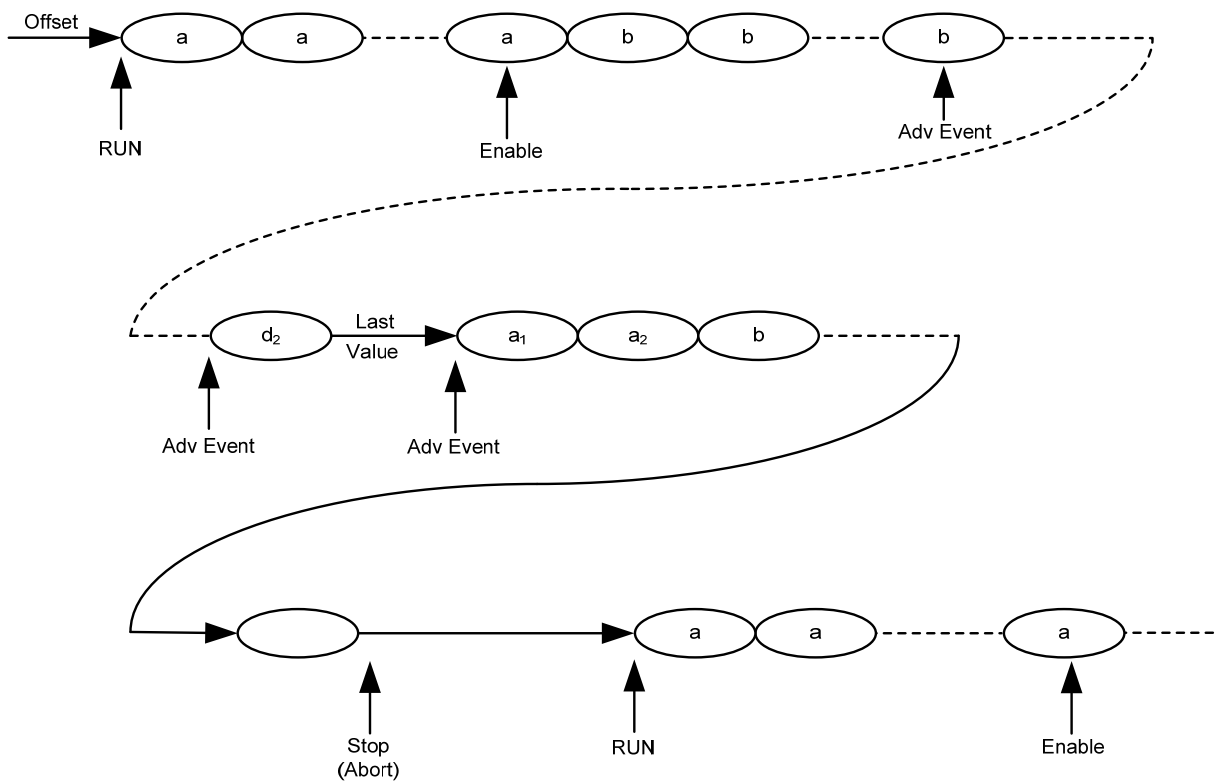 Offset
a a a b b b
RUN
Enable
Adv Event
d₂ Last Value a₁ a₂ b
Adv Event
Adv Event
a a a
Stop
(Abort)
RUN
Enable